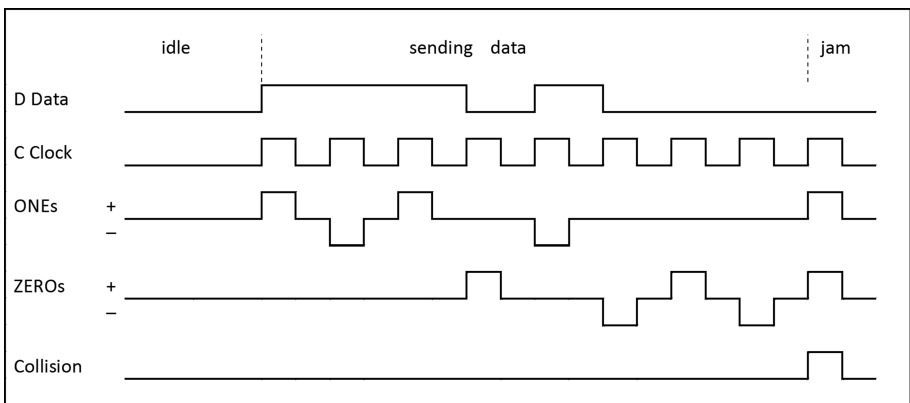 idle sending data jam
D Data
C Clock
ONEs +
–
ZEROs +
–
Collision